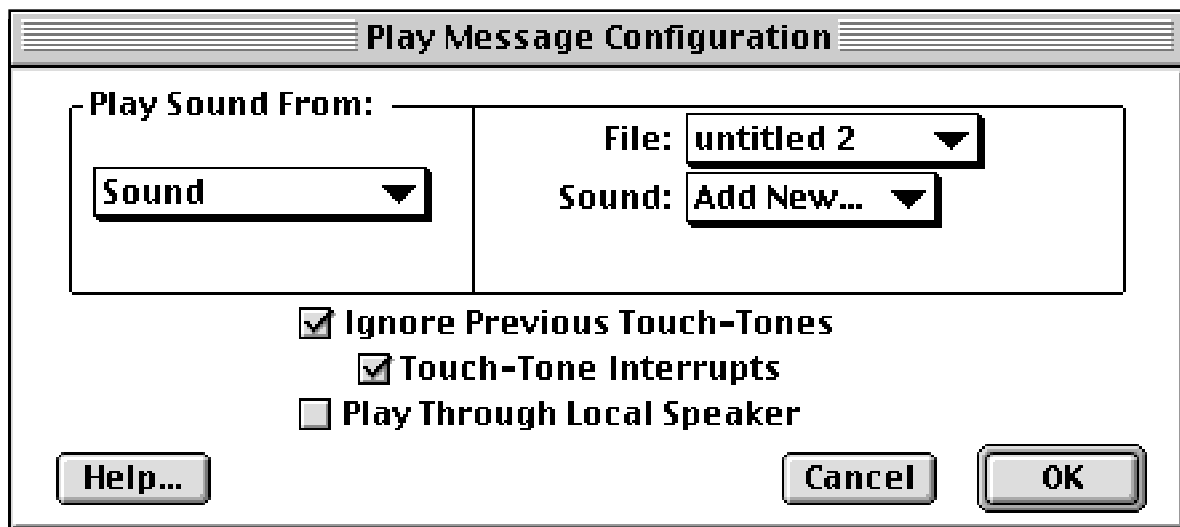 Play Message Configuration
Play Sound From:
Sound
File: untitled 2
Sound: Add New...
Ignore Previous Touch-Tones
Touch-Tone Interrupts
Play Through Local Speaker
Help... Cancel OK